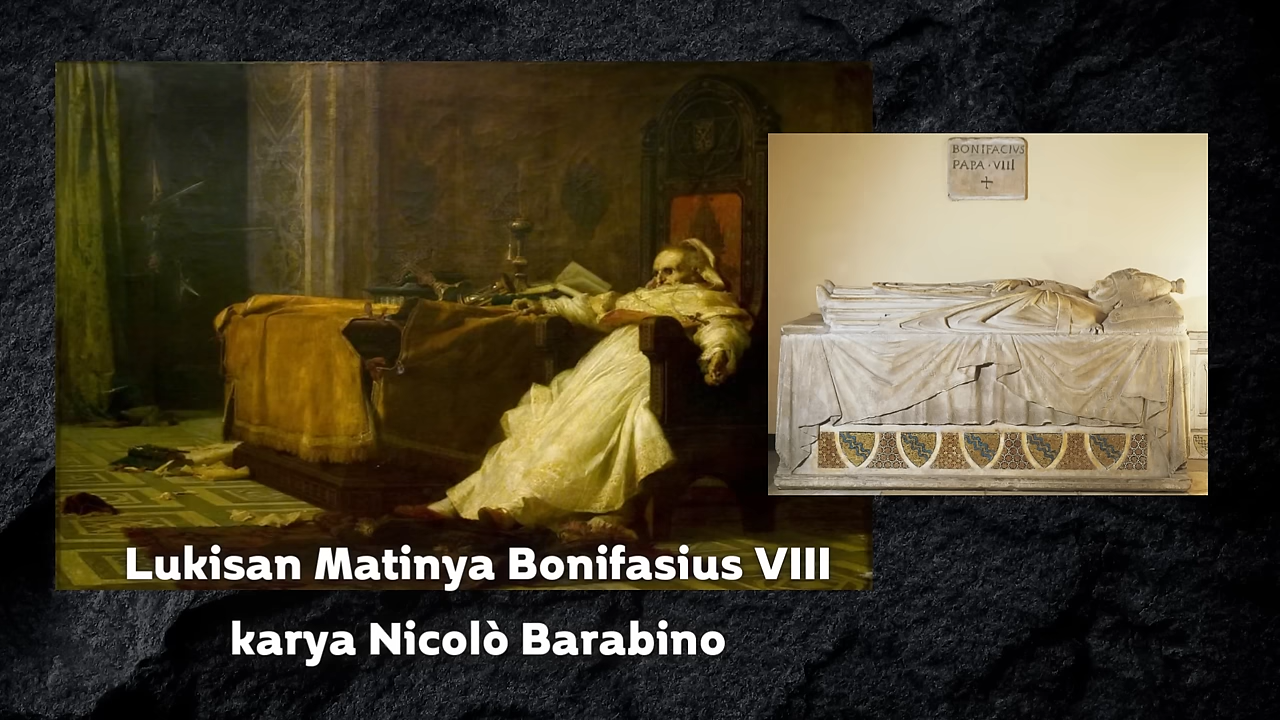 BONIFACIVS
PAPA · VIII
+
Lukisan Matinya Bonifasius VIII
karya Nicolò Barabino